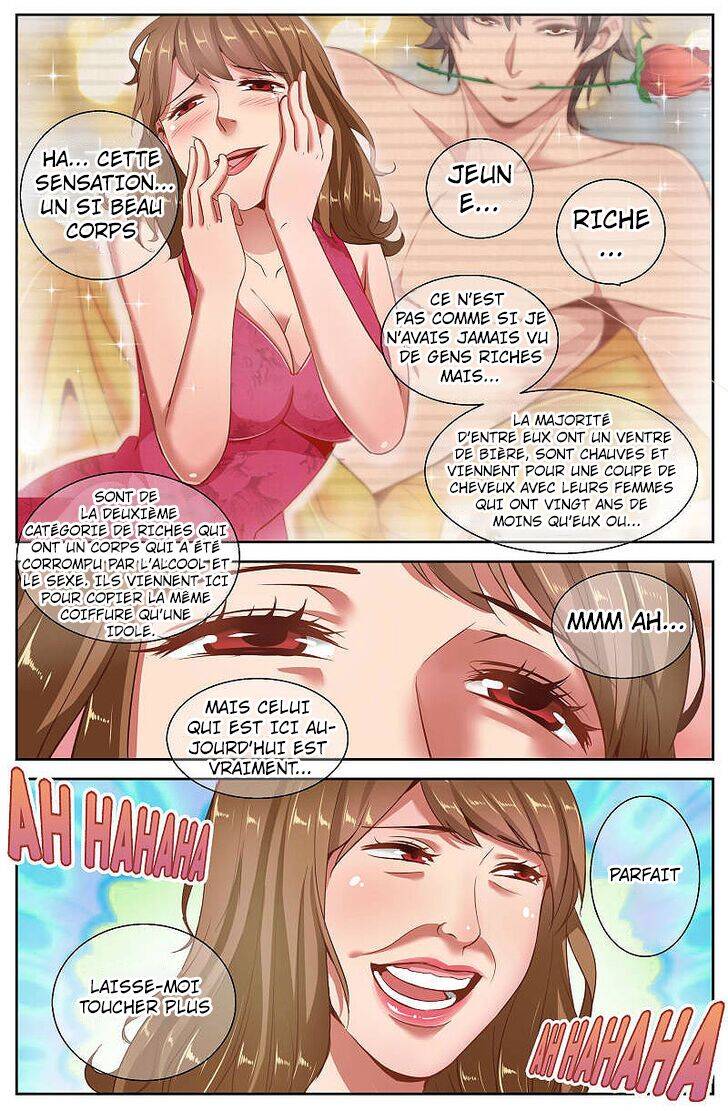 HA... CETTE
SENSATION...
UN SI BEAU
CORPS
JEUN
E...
RICHE
...
CE N'EST
PAS COMME SI JE
N'AVAIS JAMAIS VU
DE GENS RICHES
MAIS...
LA MAJORITÉ
D'ENTRE EUX ONT UN VENTRE
DE BIÈRE, SONT CHAUVES ET
VIENNENT POUR UNE COUPE DE
CHEVEUX AVEC LEURS FEMMES
QUI ONT VINGT ANS DE
MOINS QU'EUX OU...
SONT DE
LA DEUXIÈME
CATÉGORIE DE RICHES QUI
ONT UN CORPS QUI A ÉTÉ
CORROMPU PAR L'ALCOOL ET
LE SEXE, ILS VIENNENT ICI
POUR COPIER LA MÊME
COIFFURE QU'UNE
IDOLE.
MMM AH...
MAIS CELUI
QUI EST ICI AU-
JOURD'HUI EST
VRAIMENT...
AH HAHAHA
PARFAIT
LAISSE-MOI
TOUCHER PLUS
AH HAHAHA